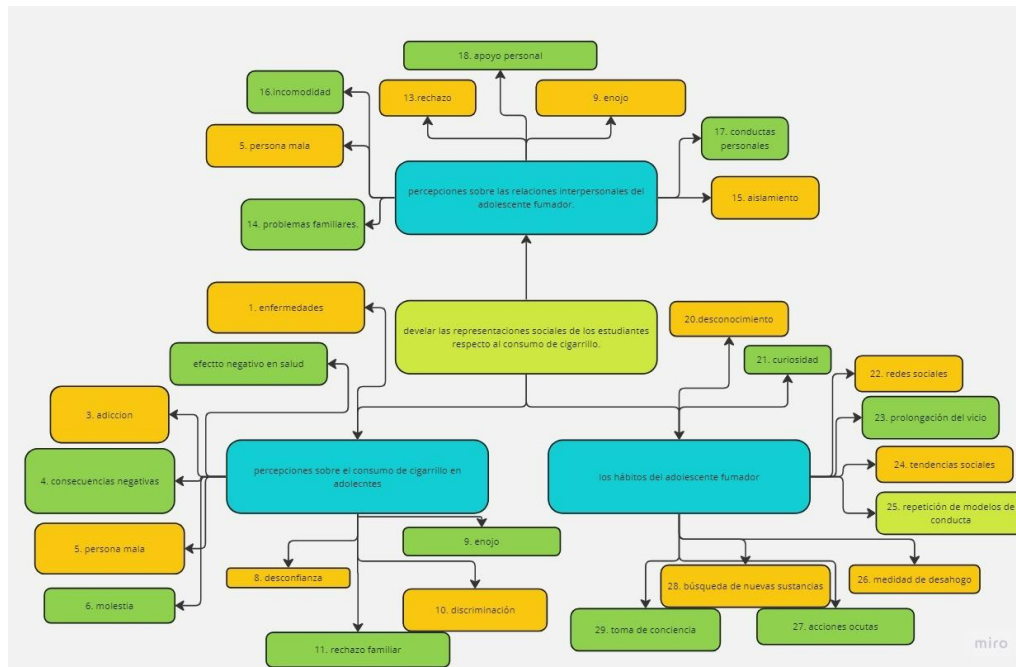 18. apoyo personal
16.incomodidad
13.rechazo
9. enojo
5. persona mala
17. conductas
personales
percepciones sobre las relaciones interpersonales del
adolescente fumador.
15. aislamiento
14. problemas familiares.
1. enfermedades
develar las representaciones sociales de los estudiantes
respecto al consumo de cigarrillo.
20.desconocimiento
efectto negativo en salud
21. curiosidad
22. redes sociales
3. adiccion
23. prolongación del vicio
percepciones sobre el consumo de cigarrillo en
adolecntes
los hábitos del adolescente fumador
24. tendencias sociales
4. consecuencias negativas
25. repetición de modelos de
conducta
5. persona mala
9. enojo
8. desconfianza
28. búsqueda de nuevas sustancias
26. medidad de desahogo
6. molestia
10. discriminación
29. toma de conciencia
27. acciones ocutas
11. rechazo familiar
miro